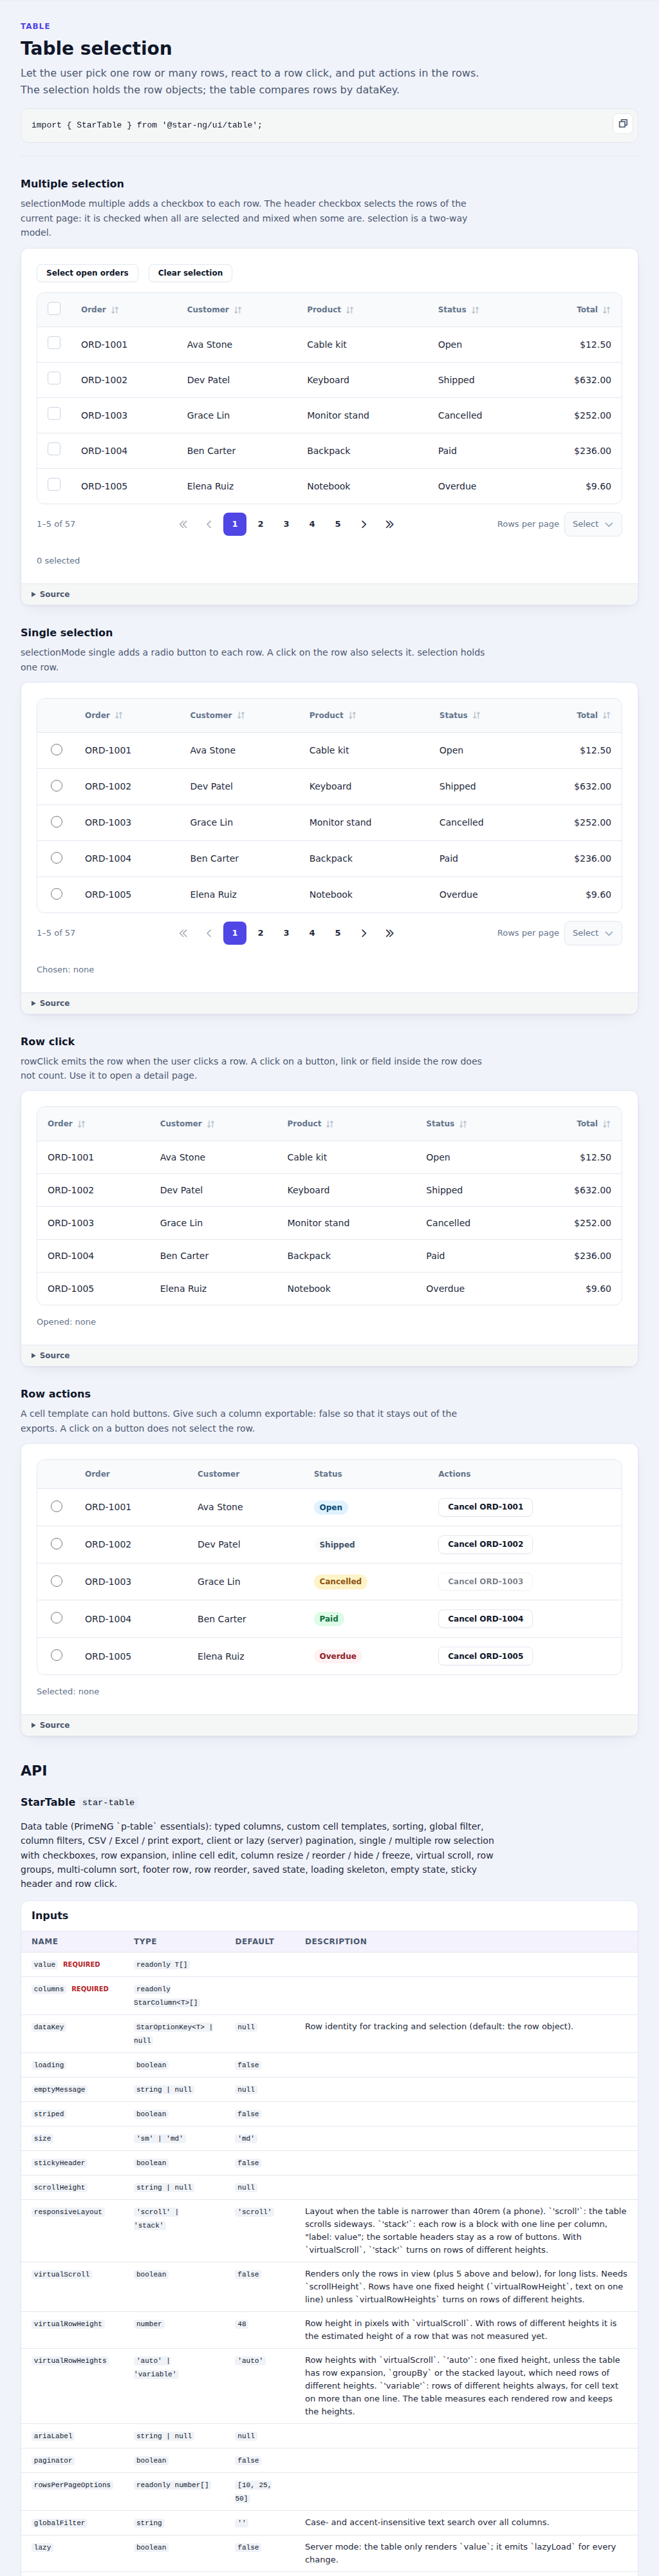 TABLE
Table selection
Let the user pick one row or many rows, react to a row click, and put actions in the rows.
The selection holds the row objects; the table compares rows by dataKey.
import { StarTable } from '@star-ng/ui/table';
Multiple selection
selectionMode multiple adds a checkbox to each row. The header checkbox selects the rows of the
current page: it is checked when all are selected and mixed when some are. selection is a two-way
model.
Select open orders Clear selection
Order Customer Product Status Total
ORD-1001 Ava Stone Cable kit Open $12.50
ORD-1002 Dev Patel Keyboard Shipped $632.00
ORD-1003 Grace Lin Monitor stand Cancelled $252.00
ORD-1004 Ben Carter Backpack Paid $236.00
ORD-1005 Elena Ruiz Notebook Overdue $9.60
1–5 of 57 1 2 3 4 5 Rows per page Select
0 selected
Source
Single selection
selectionMode single adds a radio button to each row. A click on the row also selects it. selection holds
one row.
Order Customer Product Status Total
ORD-1001 Ava Stone Cable kit Open $12.50
ORD-1002 Dev Patel Keyboard Shipped $632.00
ORD-1003 Grace Lin Monitor stand Cancelled $252.00
ORD-1004 Ben Carter Backpack Paid $236.00
ORD-1005 Elena Ruiz Notebook Overdue $9.60
1–5 of 57 1 2 3 4 5 Rows per page Select
Chosen: none
Source
Row click
rowClick emits the row when the user clicks a row. A click on a button, link or field inside the row does
not count. Use it to open a detail page.
Order Customer Product Status Total
ORD-1001 Ava Stone Cable kit Open $12.50
ORD-1002 Dev Patel Keyboard Shipped $632.00
ORD-1003 Grace Lin Monitor stand Cancelled $252.00
ORD-1004 Ben Carter Backpack Paid $236.00
ORD-1005 Elena Ruiz Notebook Overdue $9.60
Opened: none
Source
Row actions
A cell template can hold buttons. Give such a column exportable: false so that it stays out of the
exports. A click on a button does not select the row.
Order Customer Status Actions
ORD-1001 Ava Stone Open Cancel ORD-1001
ORD-1002 Dev Patel Shipped Cancel ORD-1002
ORD-1003 Grace Lin Cancelled Cancel ORD-1003
ORD-1004 Ben Carter Paid Cancel ORD-1004
ORD-1005 Elena Ruiz Overdue Cancel ORD-1005
Selected: none
Source
API
StarTable star-table
Data table (PrimeNG `p-table` essentials): typed columns, custom cell templates, sorting, global filter,
column filters, CSV / Excel / print export, client or lazy (server) pagination, single / multiple row selection
with checkboxes, row expansion, inline cell edit, column resize / reorder / hide / freeze, virtual scroll, row
groups, multi-column sort, footer row, row reorder, saved state, loading skeleton, empty state, sticky
header and row click.
Inputs
NAME TYPE DEFAULT DESCRIPTION
value REQUIRED readonly T[]
columns REQUIRED readonly
StarColumn<T>[]
dataKey StarOptionKey<T> | null Row identity for tracking and selection (default: the row object).
null
loading boolean false
emptyMessage string | null null
striped boolean false
size 'sm' | 'md' 'md'
stickyHeader boolean false
scrollHeight string | null null
responsiveLayout 'scroll' | 'scroll' Layout when the table is narrower than 40rem (a phone). `'scroll'`: the table
'stack' scrolls sideways. `'stack'`: each row is a block with one line per column,
"label: value"; the sortable headers stay as a row of buttons. With
`virtualScroll`, `'stack'` turns on rows of different heights.
virtualScroll boolean false Renders only the rows in view (plus 5 above and below), for long lists. Needs
`scrollHeight`. Rows have one fixed height (`virtualRowHeight`, text on one
line) unless `virtualRowHeights` turns on rows of different heights.
virtualRowHeight number 48 Row height in pixels with `virtualScroll`. With rows of different heights it is
the estimated height of a row that was not measured yet.
virtualRowHeights 'auto' | 'auto' Row heights with `virtualScroll`. `'auto'`: one fixed height, unless the table
'variable' has row expansion, `groupBy` or the stacked layout, which need rows of
different heights. `'variable'`: rows of different heights always, for cell text
on more than one line. The table measures each rendered row and keeps
the heights.
ariaLabel string | null null
paginator boolean false
rowsPerPageOptions readonly number[] [10, 25,
50]
globalFilter string '' Case- and accent-insensitive text search over all columns.
lazy boolean false Server mode: the table only renders `value`; it emits `lazyLoad` for every
change.